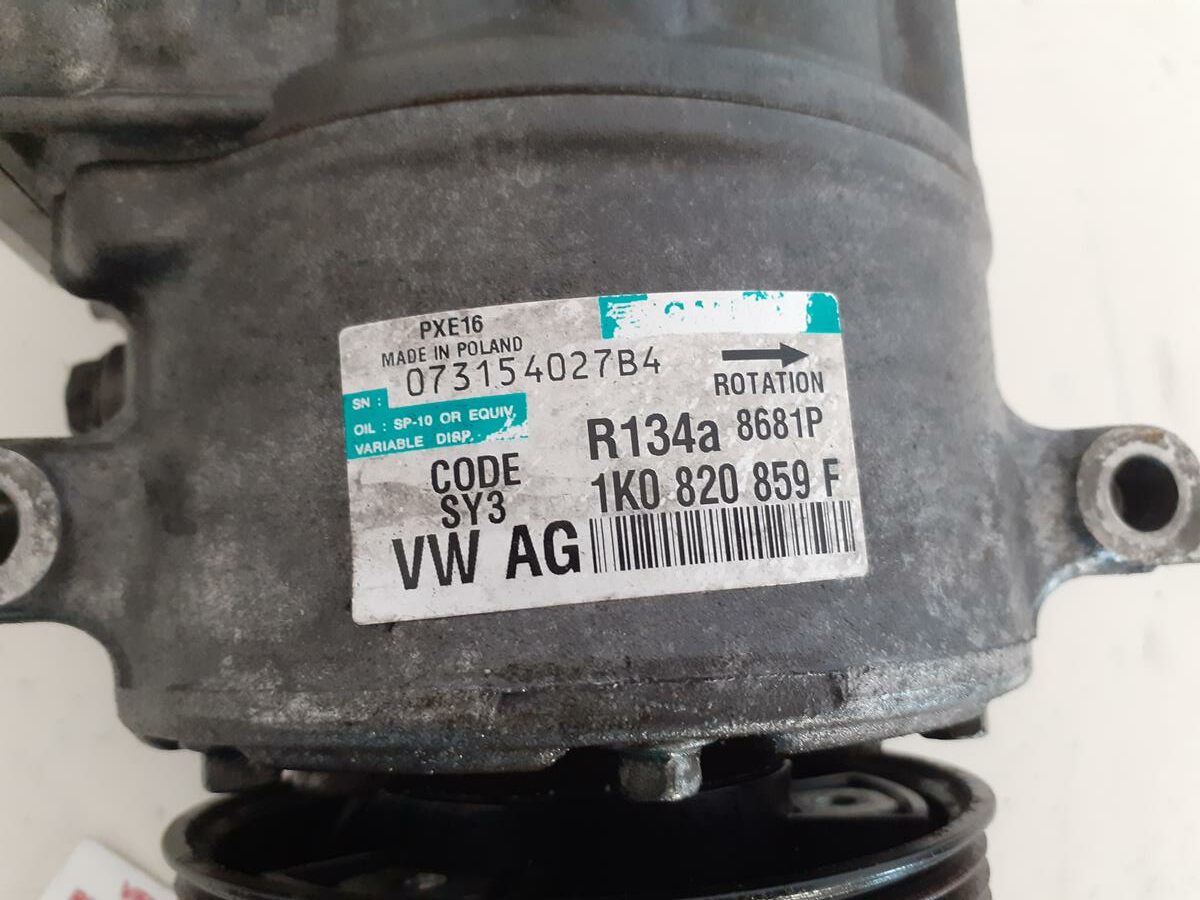 PXE16
MADE IN POLAND
SN : 073154027B4
ROTATION
OIL : SP-10 OR EQUIV.
VARIABLE DISP.
R134a 8681P
CODE
SY3
1K0 820 859 F
VW AG